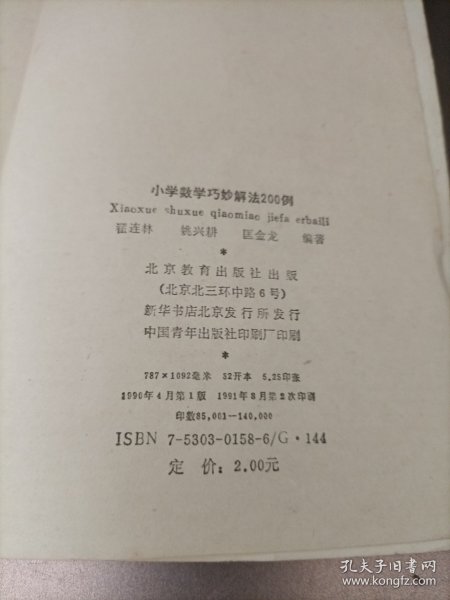 小学数学巧妙解法200例
Xiaoxue shuxue qiaomiao jiefa erbaili
翟连林 姚兴耕 匡金龙 编著
*
北京教育出版社出版
(北京北三环中路6号)
新华书店北京发行所发行
中国青年出版社印刷厂印刷
*
787×1092毫米 32开本 5.25印张
1990年4月第1版 1991年3月第2次印刷
印数85,001—140,000
ISBN 7-5303-0158-6/G·144
定 价: 2.00元
孔夫子旧书网
www.kongfz.com